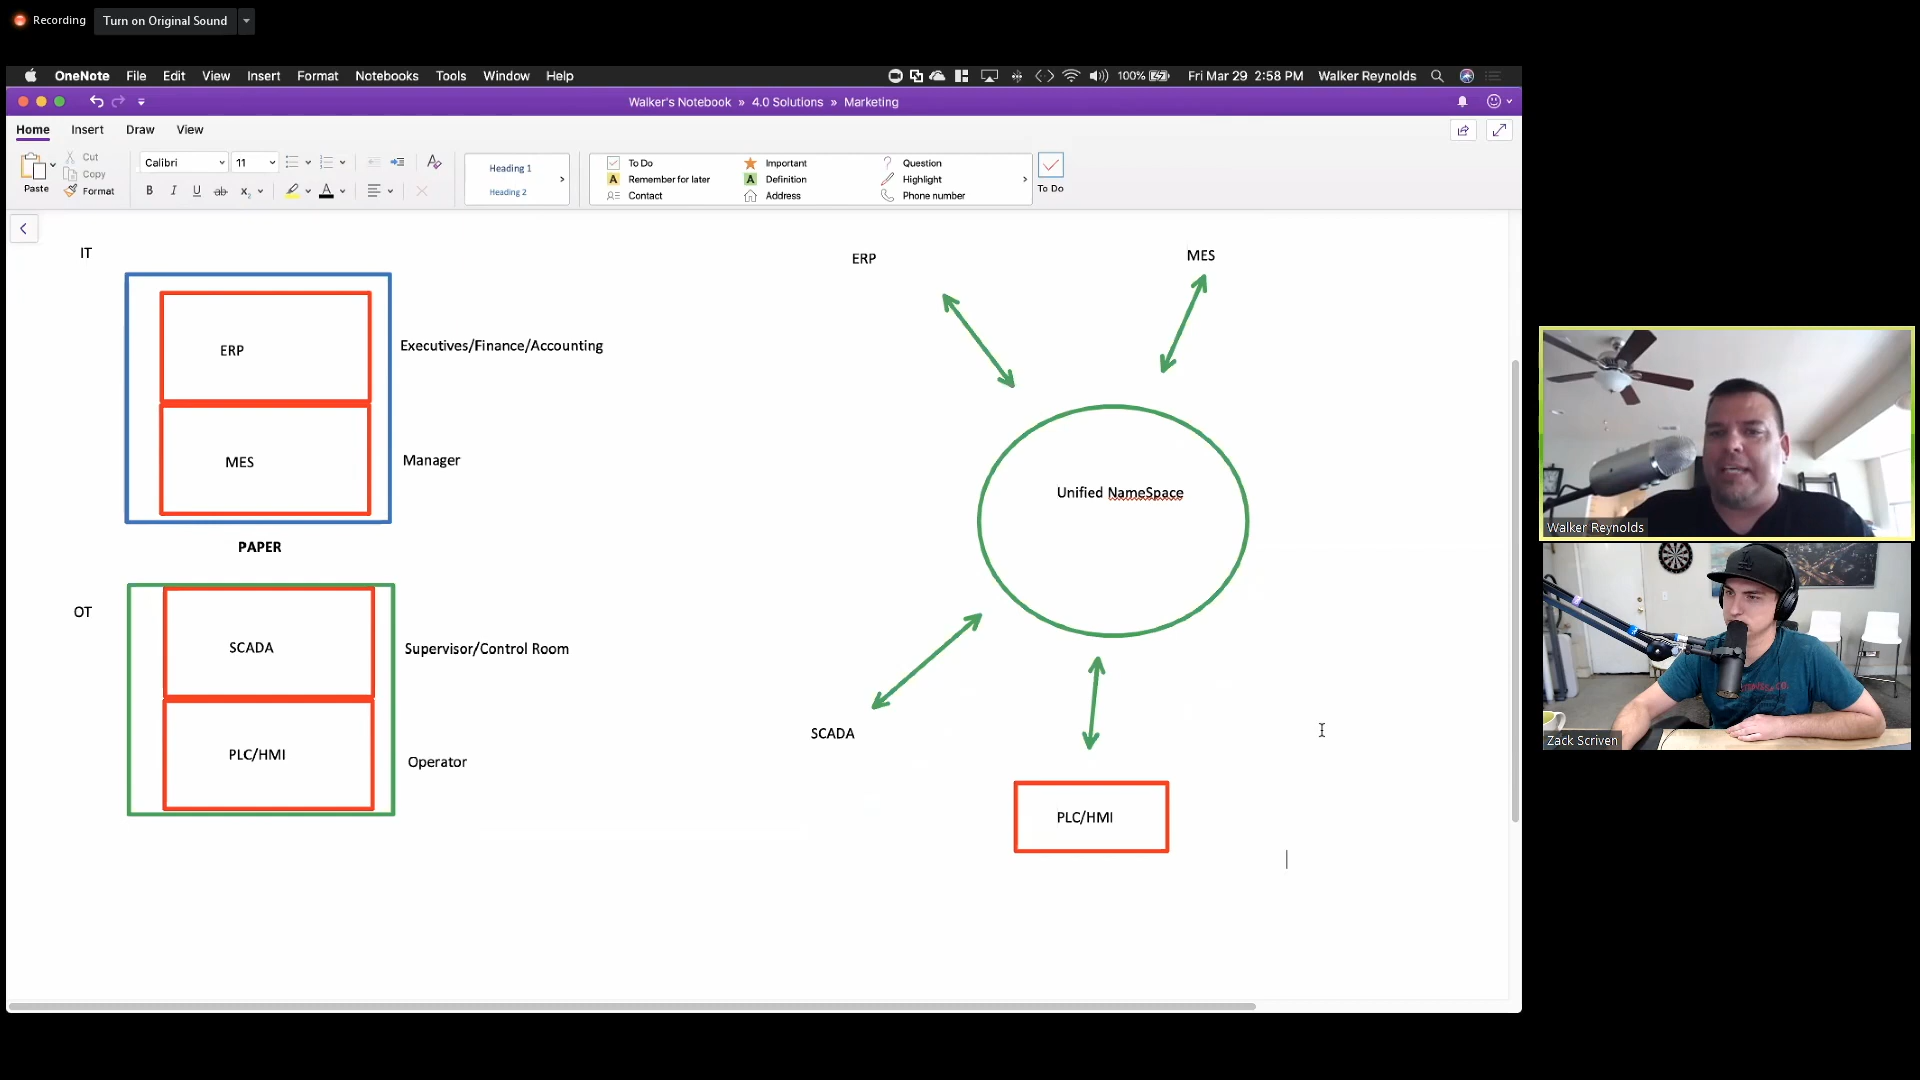 Recording
Turn on Original Sound
OneNote File Edit View Insert Format Notebooks Tools Window Help
100% Fri Mar 29 2:58 PM Walker Reynolds
Walker's Notebook » 4.0 Solutions » Marketing
Home Insert Draw View
Paste
Cut
Copy
Format
Calibri
11
B I U ab x
A
Heading 1
Heading 2
To Do
Important
Question
Remember for later
Definition
Highlight
Contact
Address
Phone number
To Do
IT
ERP
Executives/Finance/Accounting
MES
Manager
PAPER
OT
SCADA
Supervisor/Control Room
PLC/HMI
Operator
ERP
MES
Unified NameSpace
SCADA
PLC/HMI
Walker Reynolds
Zack Scriven